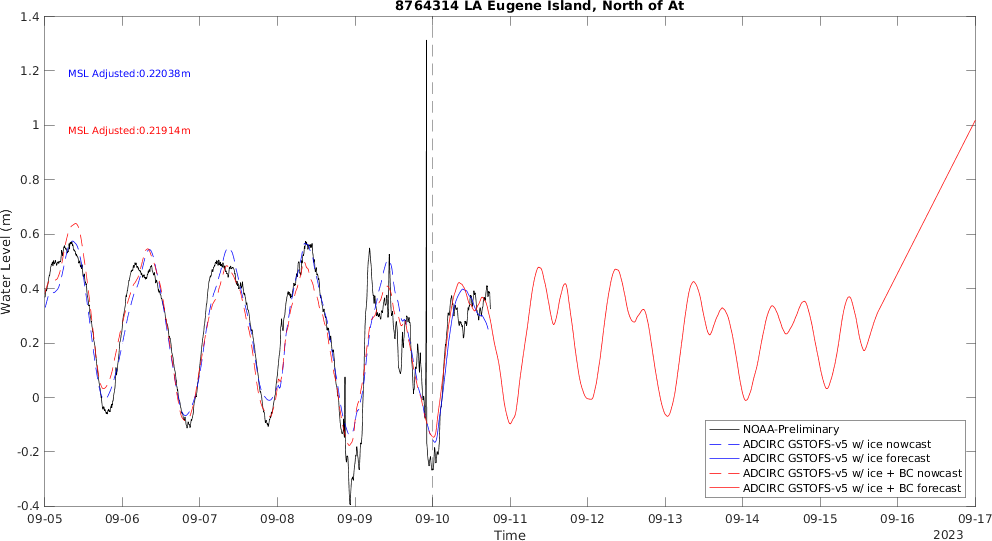 8764314 LA Eugene Island, North of At
1.4
1.2
1
0.8
0.6
0.4
0.2
0
-0.2
-0.4
Water Level (m)
MSL Adjusted:0.22038m
MSL Adjusted:0.21914m
NOAA-Preliminary
ADCIRC GSTOFS-v5 w/ ice nowcast
ADCIRC GSTOFS-v5 w/ ice forecast
ADCIRC GSTOFS-v5 w/ ice + BC nowcast
ADCIRC GSTOFS-v5 w/ ice + BC forecast
09-05 09-06 09-07 09-08 09-09 09-10 09-11 09-12 09-13 09-14 09-15 09-16 09-17
Time
2023